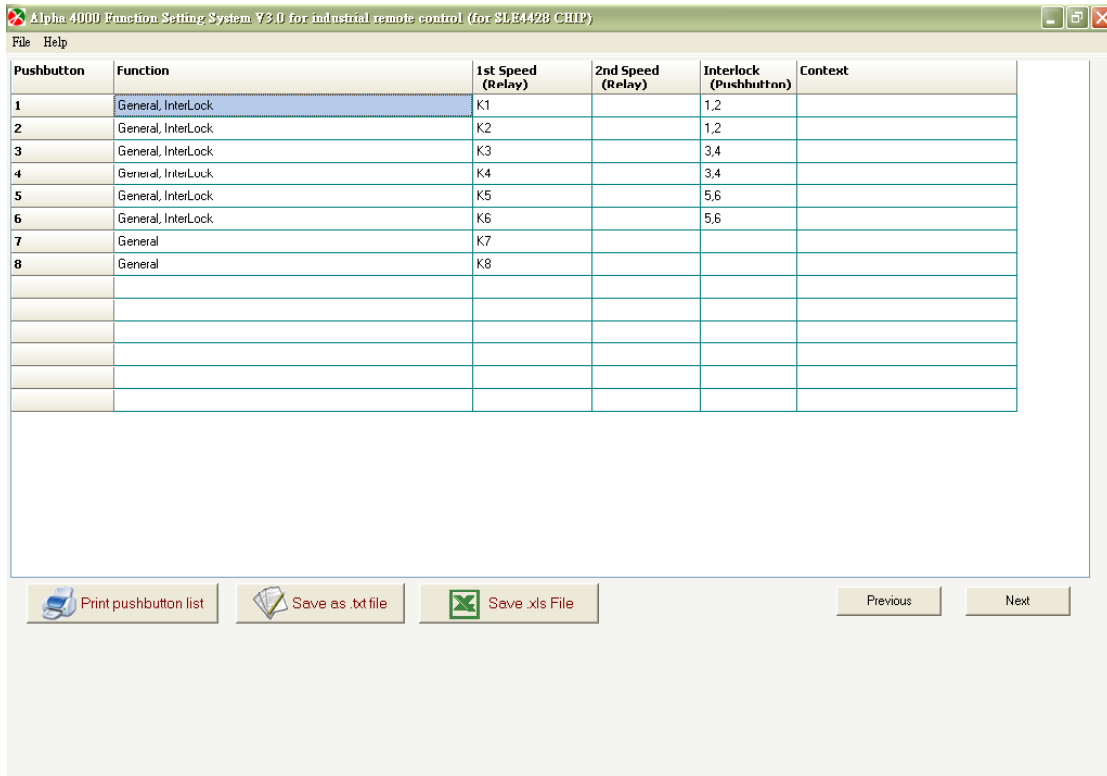 Alpha 4000 Function Setting System V3.0 for industrial remote control (for SLE4428 CHIP)
File Help
Pushbutton Function 1st Speed (Relay) 2nd Speed (Relay) Interlock (Pushbutton) Context
1 General, InterLock K1 1,2
2 General, InterLock K2 1,2
3 General, InterLock K3 3,4
4 General, InterLock K4 3,4
5 General, InterLock K5 5,6
6 General, InterLock K6 5,6
7 General K7
8 General K8
Print pushbutton list Save as .txt file Save .xls File Previous Next